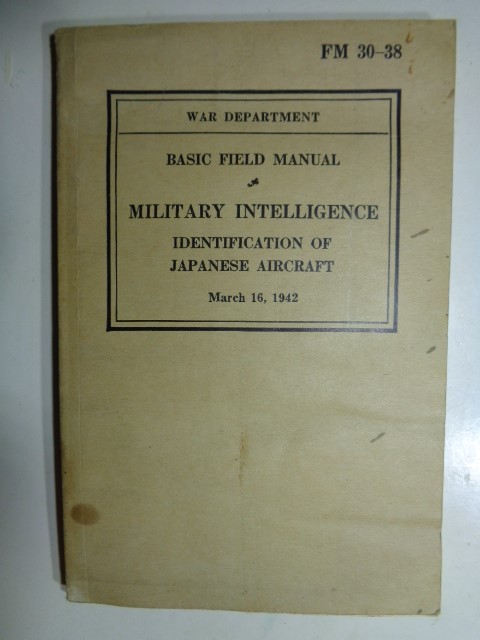 FM 30–38
WAR DEPARTMENT
BASIC FIELD MANUAL
MILITARY INTELLIGENCE
IDENTIFICATION OF
JAPANESE AIRCRAFT
March 16, 1942